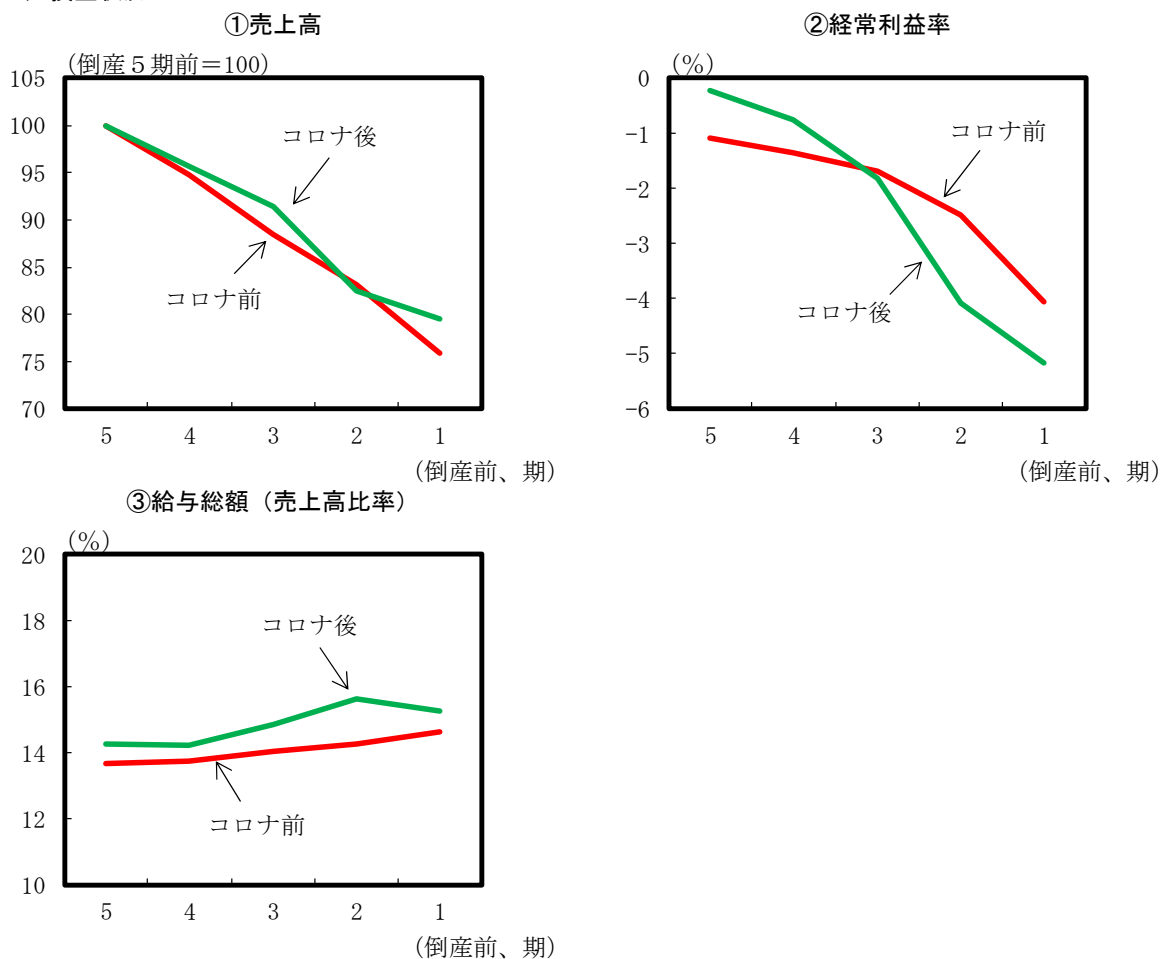 ①売上高
(倒産5期前=100)
105
100
95
90
85
80
75
70
コロナ後
コロナ前
5 4 3 2 1
(倒産前、期)
②経常利益率
(%)
0
-1
-2
-3
-4
-5
-6
コロナ前
コロナ後
5 4 3 2 1
(倒産前、期)
③給与総額(売上高比率)
(%)
20
18
16
14
12
10
コロナ後
コロナ前
5 4 3 2 1
(倒産前、期)